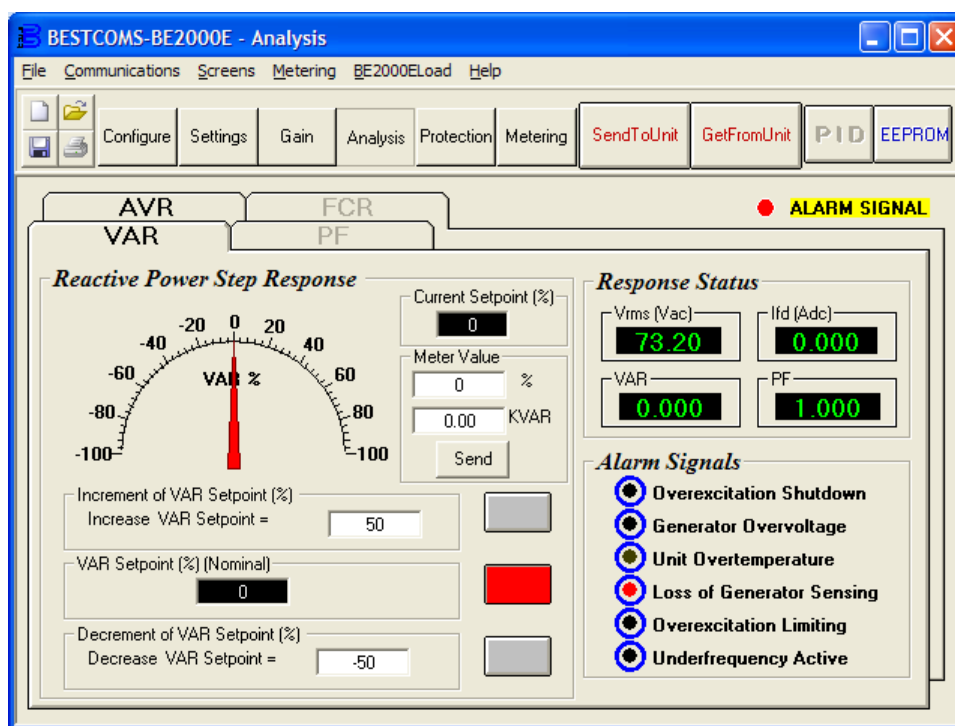 BESTCOMS-BE2000E - Analysis
File Communications Screens Metering BE2000ELoad Help
Configure Settings Gain Analysis Protection Metering SendToUnit GetFromUnit PID EEPROM
AVR FCR
ALARM SIGNAL
VAR PF
Reactive Power Step Response
Current Setpoint (%)
0
-100 -80 -60 -40 -20 0 20 40 60 80 100
VAR %
Meter Value
0 %
0.00 KVAR
Send
Increment of VAR Setpoint (%)
Increase VAR Setpoint = 50
VAR Setpoint (%) (Nominal)
0
Decrement of VAR Setpoint (%)
Decrease VAR Setpoint = -50
Response Status
Vrms (Vac) Ifd (Adc)
73.20 0.000
VAR PF
0.000 1.000
Alarm Signals
Overexcitation Shutdown
Generator Overvoltage
Unit Overtemperature
Loss of Generator Sensing
Overexcitation Limiting
Underfrequency Active